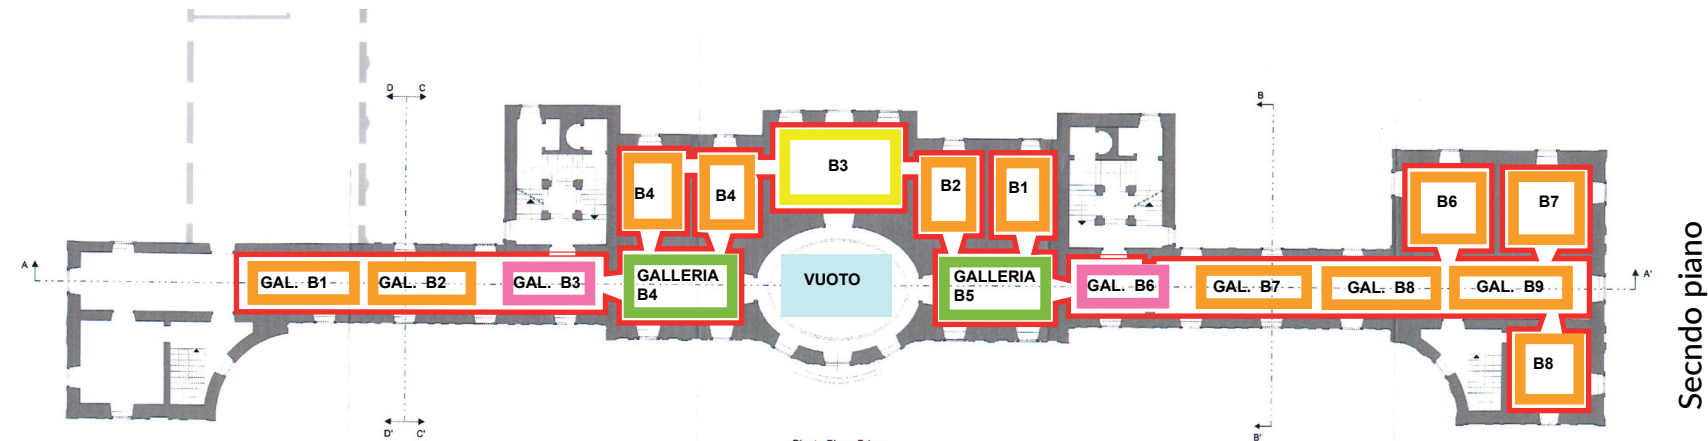 D C
B
B3
B4
B4
B2
B1
B6
B7
A
A'
GAL. B1
GAL. B2
GAL. B3
GALLERIA
B4
VUOTO
GALLERIA
B5
GAL. B6
GAL. B7
GAL. B8
GAL. B9
B8
D' C'
B'
Secndo piano